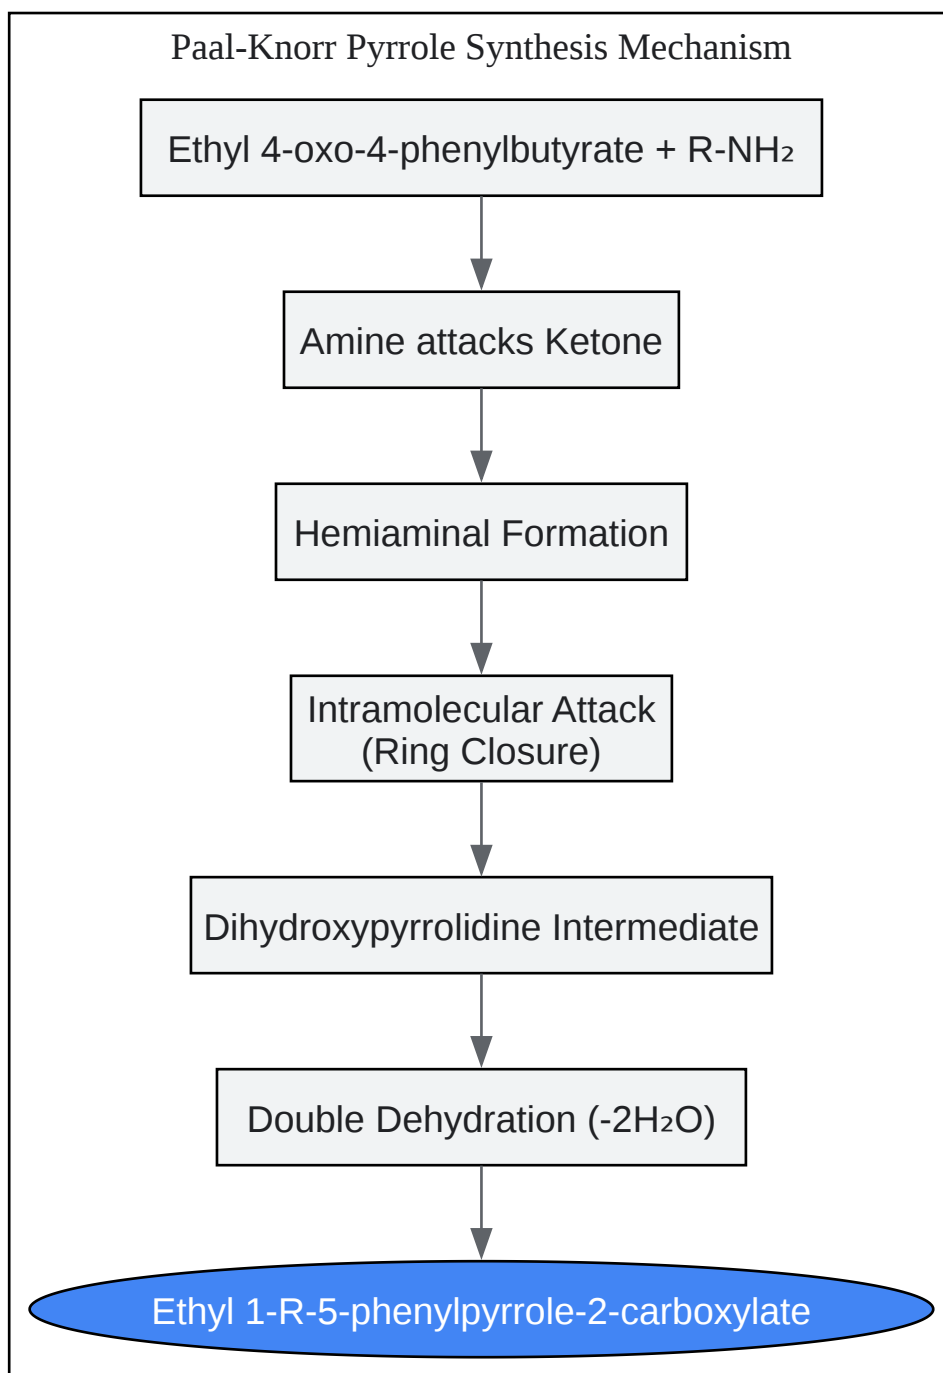 Paal-Knorr Pyrrole Synthesis Mechanism
Ethyl 4-oxo-4-phenylbutyrate + R-NH₂
Amine attacks Ketone
Hemiaminal Formation
Intramolecular Attack
(Ring Closure)
Dihydroxypyrrolidine Intermediate
Double Dehydration (-2H₂O)
Ethyl 1-R-5-phenylpyrrole-2-carboxylate